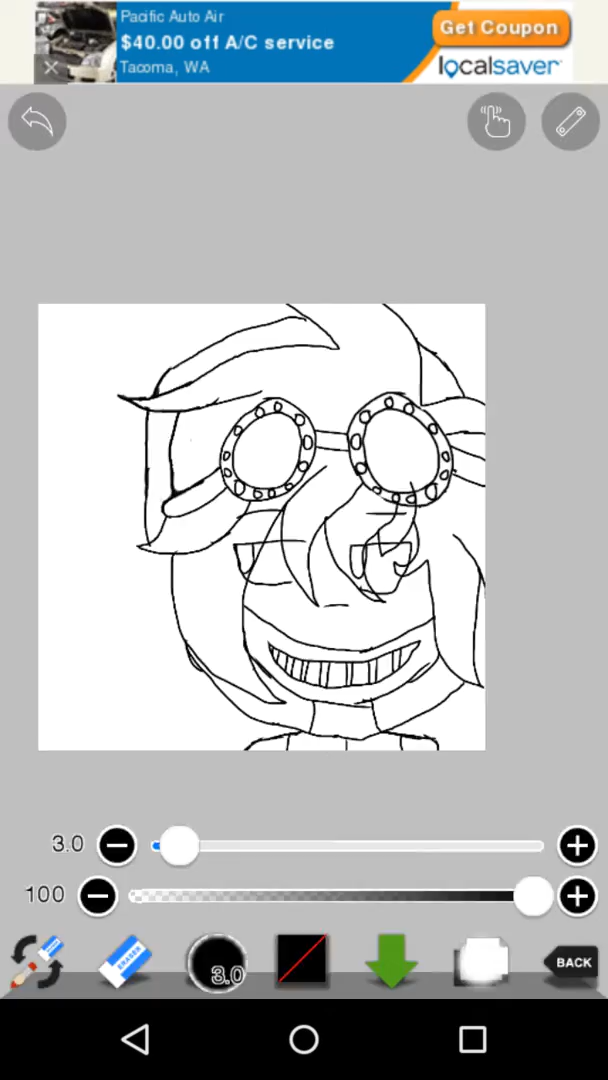 Pacific Auto Air
$40.00 off A/C service
Tacoma, WA
Get Coupon
localsaver
3.0
100
ERASER
3.0
BACK